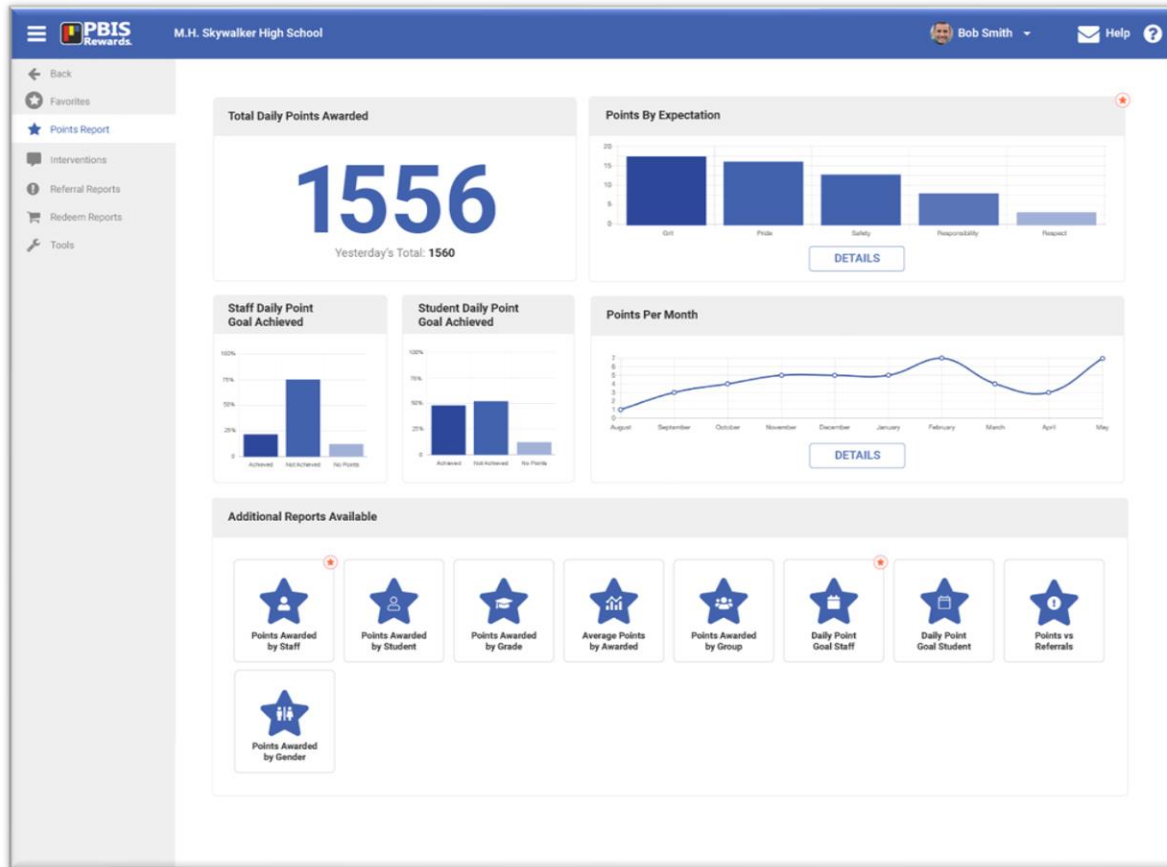 PBIS
Rewards.
M.H. Skywalker High School
Bob Smith
Help
?
Back
Favorites
Points Report
Interventions
Referral Reports
Redeem Reports
Tools
Total Daily Points Awarded
1556
Yesterday's Total: 1560
Points By Expectation
20
15
10
5
0
Grit
Pride
Safety
Responsibility
Respect
DETAILS
Staff Daily Point
Goal Achieved
100%
75%
50%
25%
0
Achieved
Not Achieved
No Points
Student Daily Point
Goal Achieved
100%
75%
50%
25%
0
Achieved
Not Achieved
No Points
Points Per Month
7
6
5
4
3
2
1
0
August
September
October
November
December
January
February
March
April
May
DETAILS
Additional Reports Available
Points Awarded
by Staff
Points Awarded
by Student
Points Awarded
by Grade
Average Points
by Awarded
Points Awarded
by Group
Daily Point
Goal Staff
Daily Point
Goal Student
Points vs
Referrals
Points Awarded
by Gender